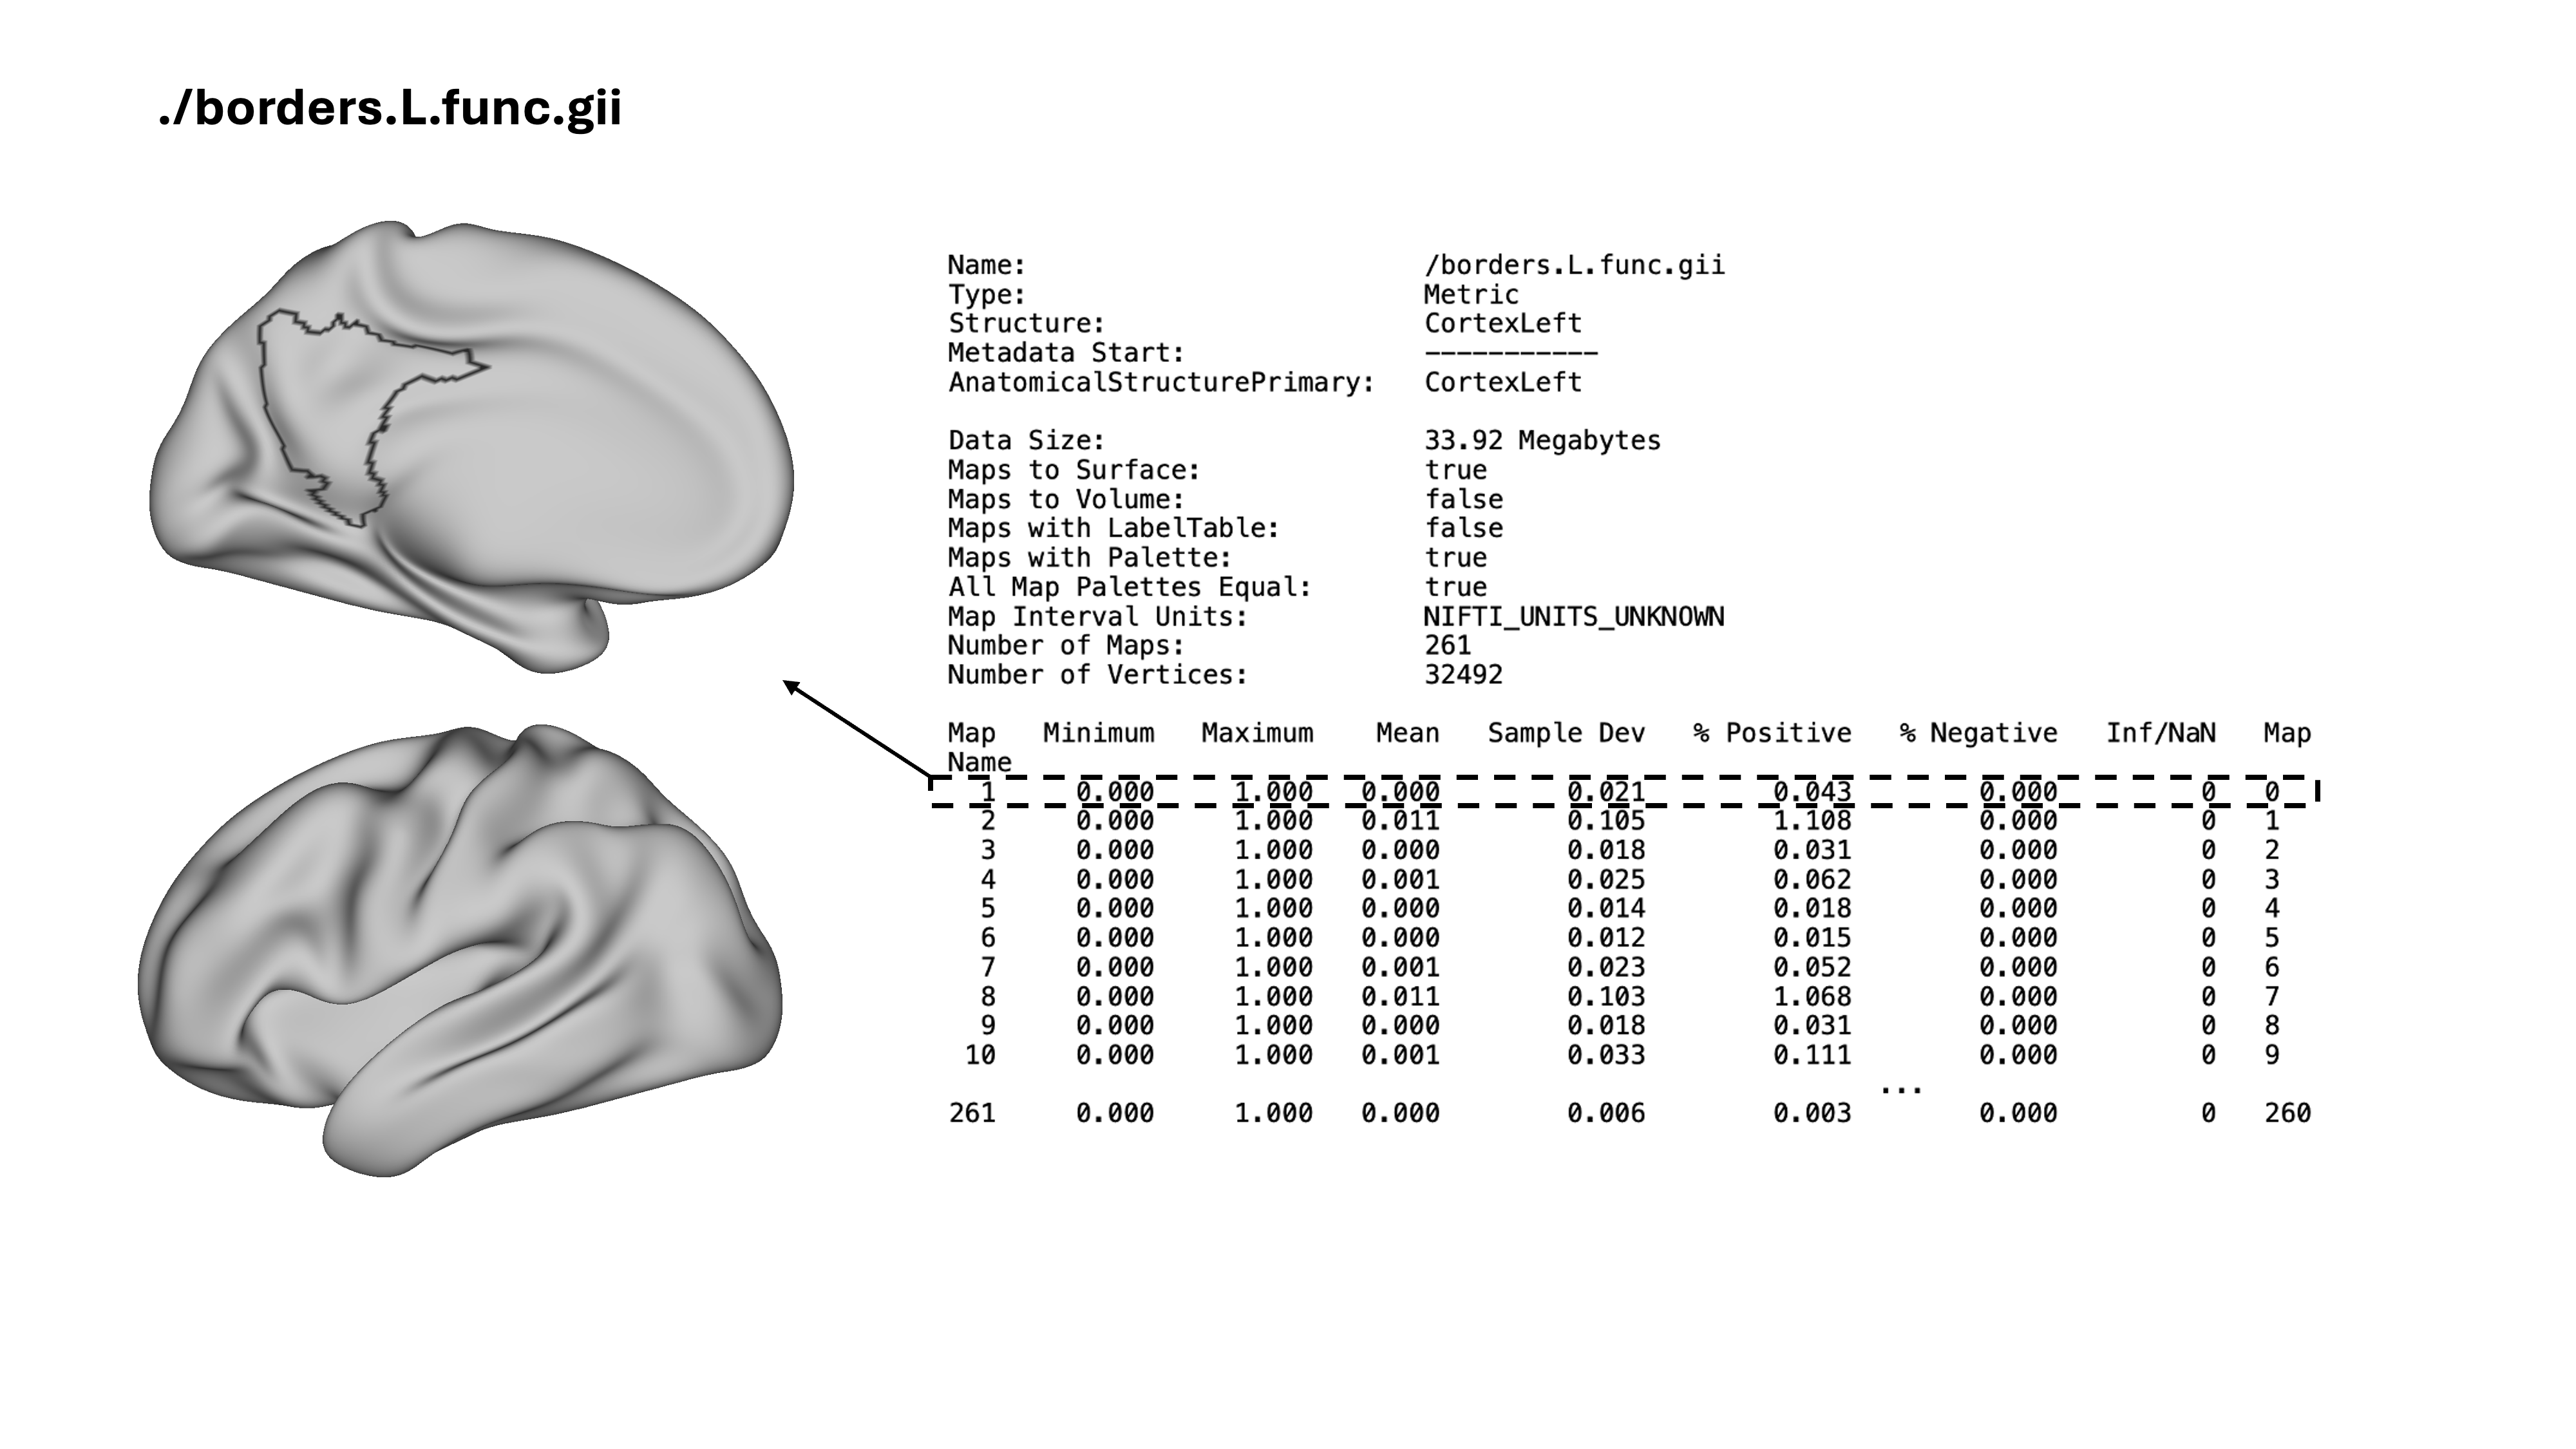 ./borders.L.func.gii
Name: /borders.L.func.gii
Type: Metric
Structure: CortexLeft
Metadata Start: -----------
AnatomicalStructurePrimary: CortexLeft
Data Size: 33.92 Megabytes
Maps to Surface: true
Maps to Volume: false
Maps with LabelTable: false
Maps with Palette: true
All Map Palettes Equal: true
Map Interval Units: NIFTI_UNITS_UNKNOWN
Number of Maps: 261
Number of Vertices: 32492
Map Minimum Maximum Mean Sample Dev % Positive % Negative Inf/NaN Map
Name
1 0.000 1.000 0.000 0.021 0.043 0.000 0 0
2 0.000 1.000 0.011 0.105 1.108 0.000 0 1
3 0.000 1.000 0.000 0.018 0.031 0.000 0 2
4 0.000 1.000 0.001 0.025 0.062 0.000 0 3
5 0.000 1.000 0.000 0.014 0.018 0.000 0 4
6 0.000 1.000 0.000 0.012 0.015 0.000 0 5
7 0.000 1.000 0.001 0.023 0.052 0.000 0 6
8 0.000 1.000 0.011 0.103 1.068 0.000 0 7
9 0.000 1.000 0.000 0.018 0.031 0.000 0 8
10 0.000 1.000 0.001 0.033 0.111 0.000 0 9
...
261 0.000 1.000 0.000 0.006 0.003 0.000 0 260